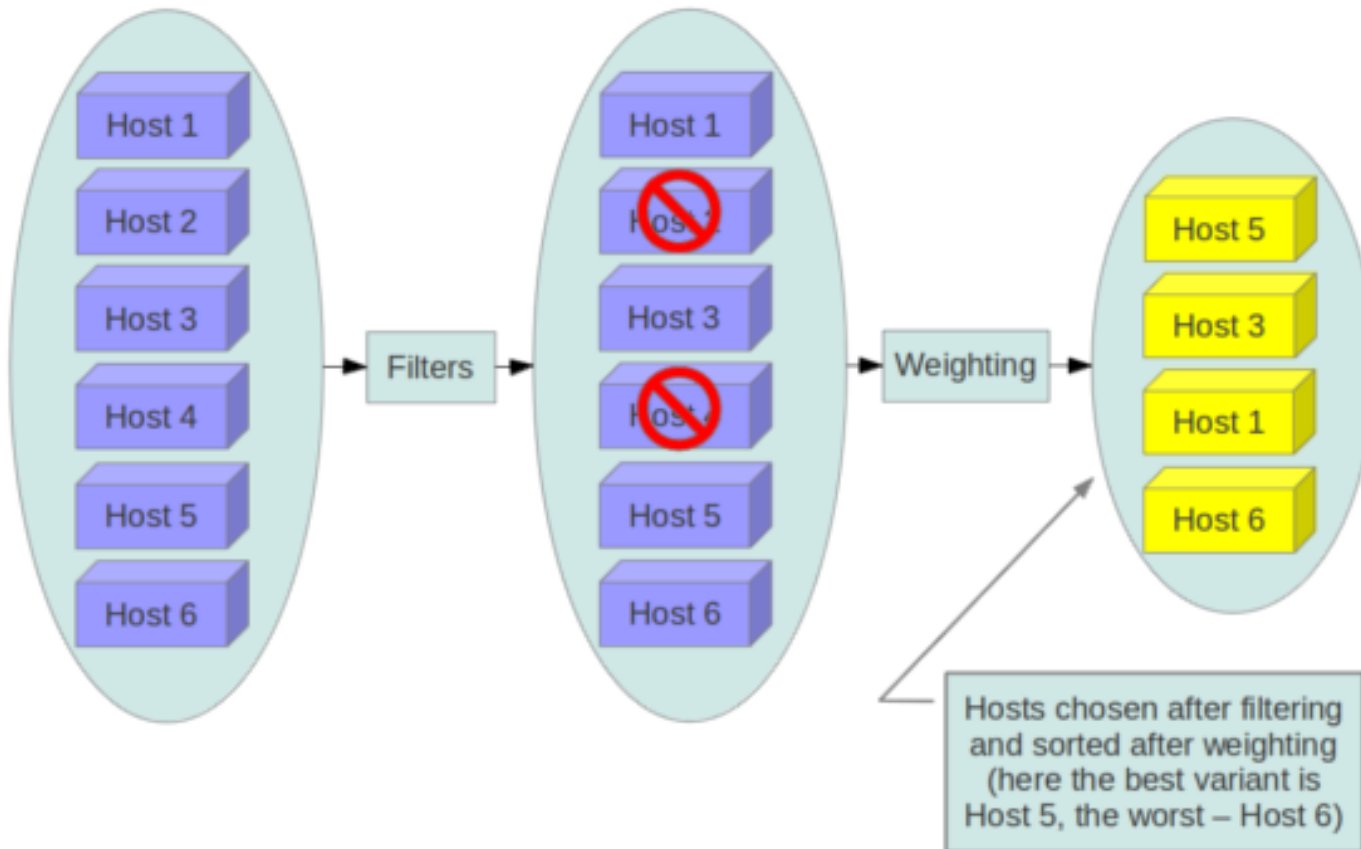 Host 1
Host 2
Host 3
Host 4
Host 5
Host 6
Filters
Host 1
Host
Host 3
Host
Host 5
Host 6
Weighting
Host 5
Host 3
Host 1
Host 6
Hosts chosen after filtering
and sorted after weighting
(here the best variant is
Host 5, the worst – Host 6)